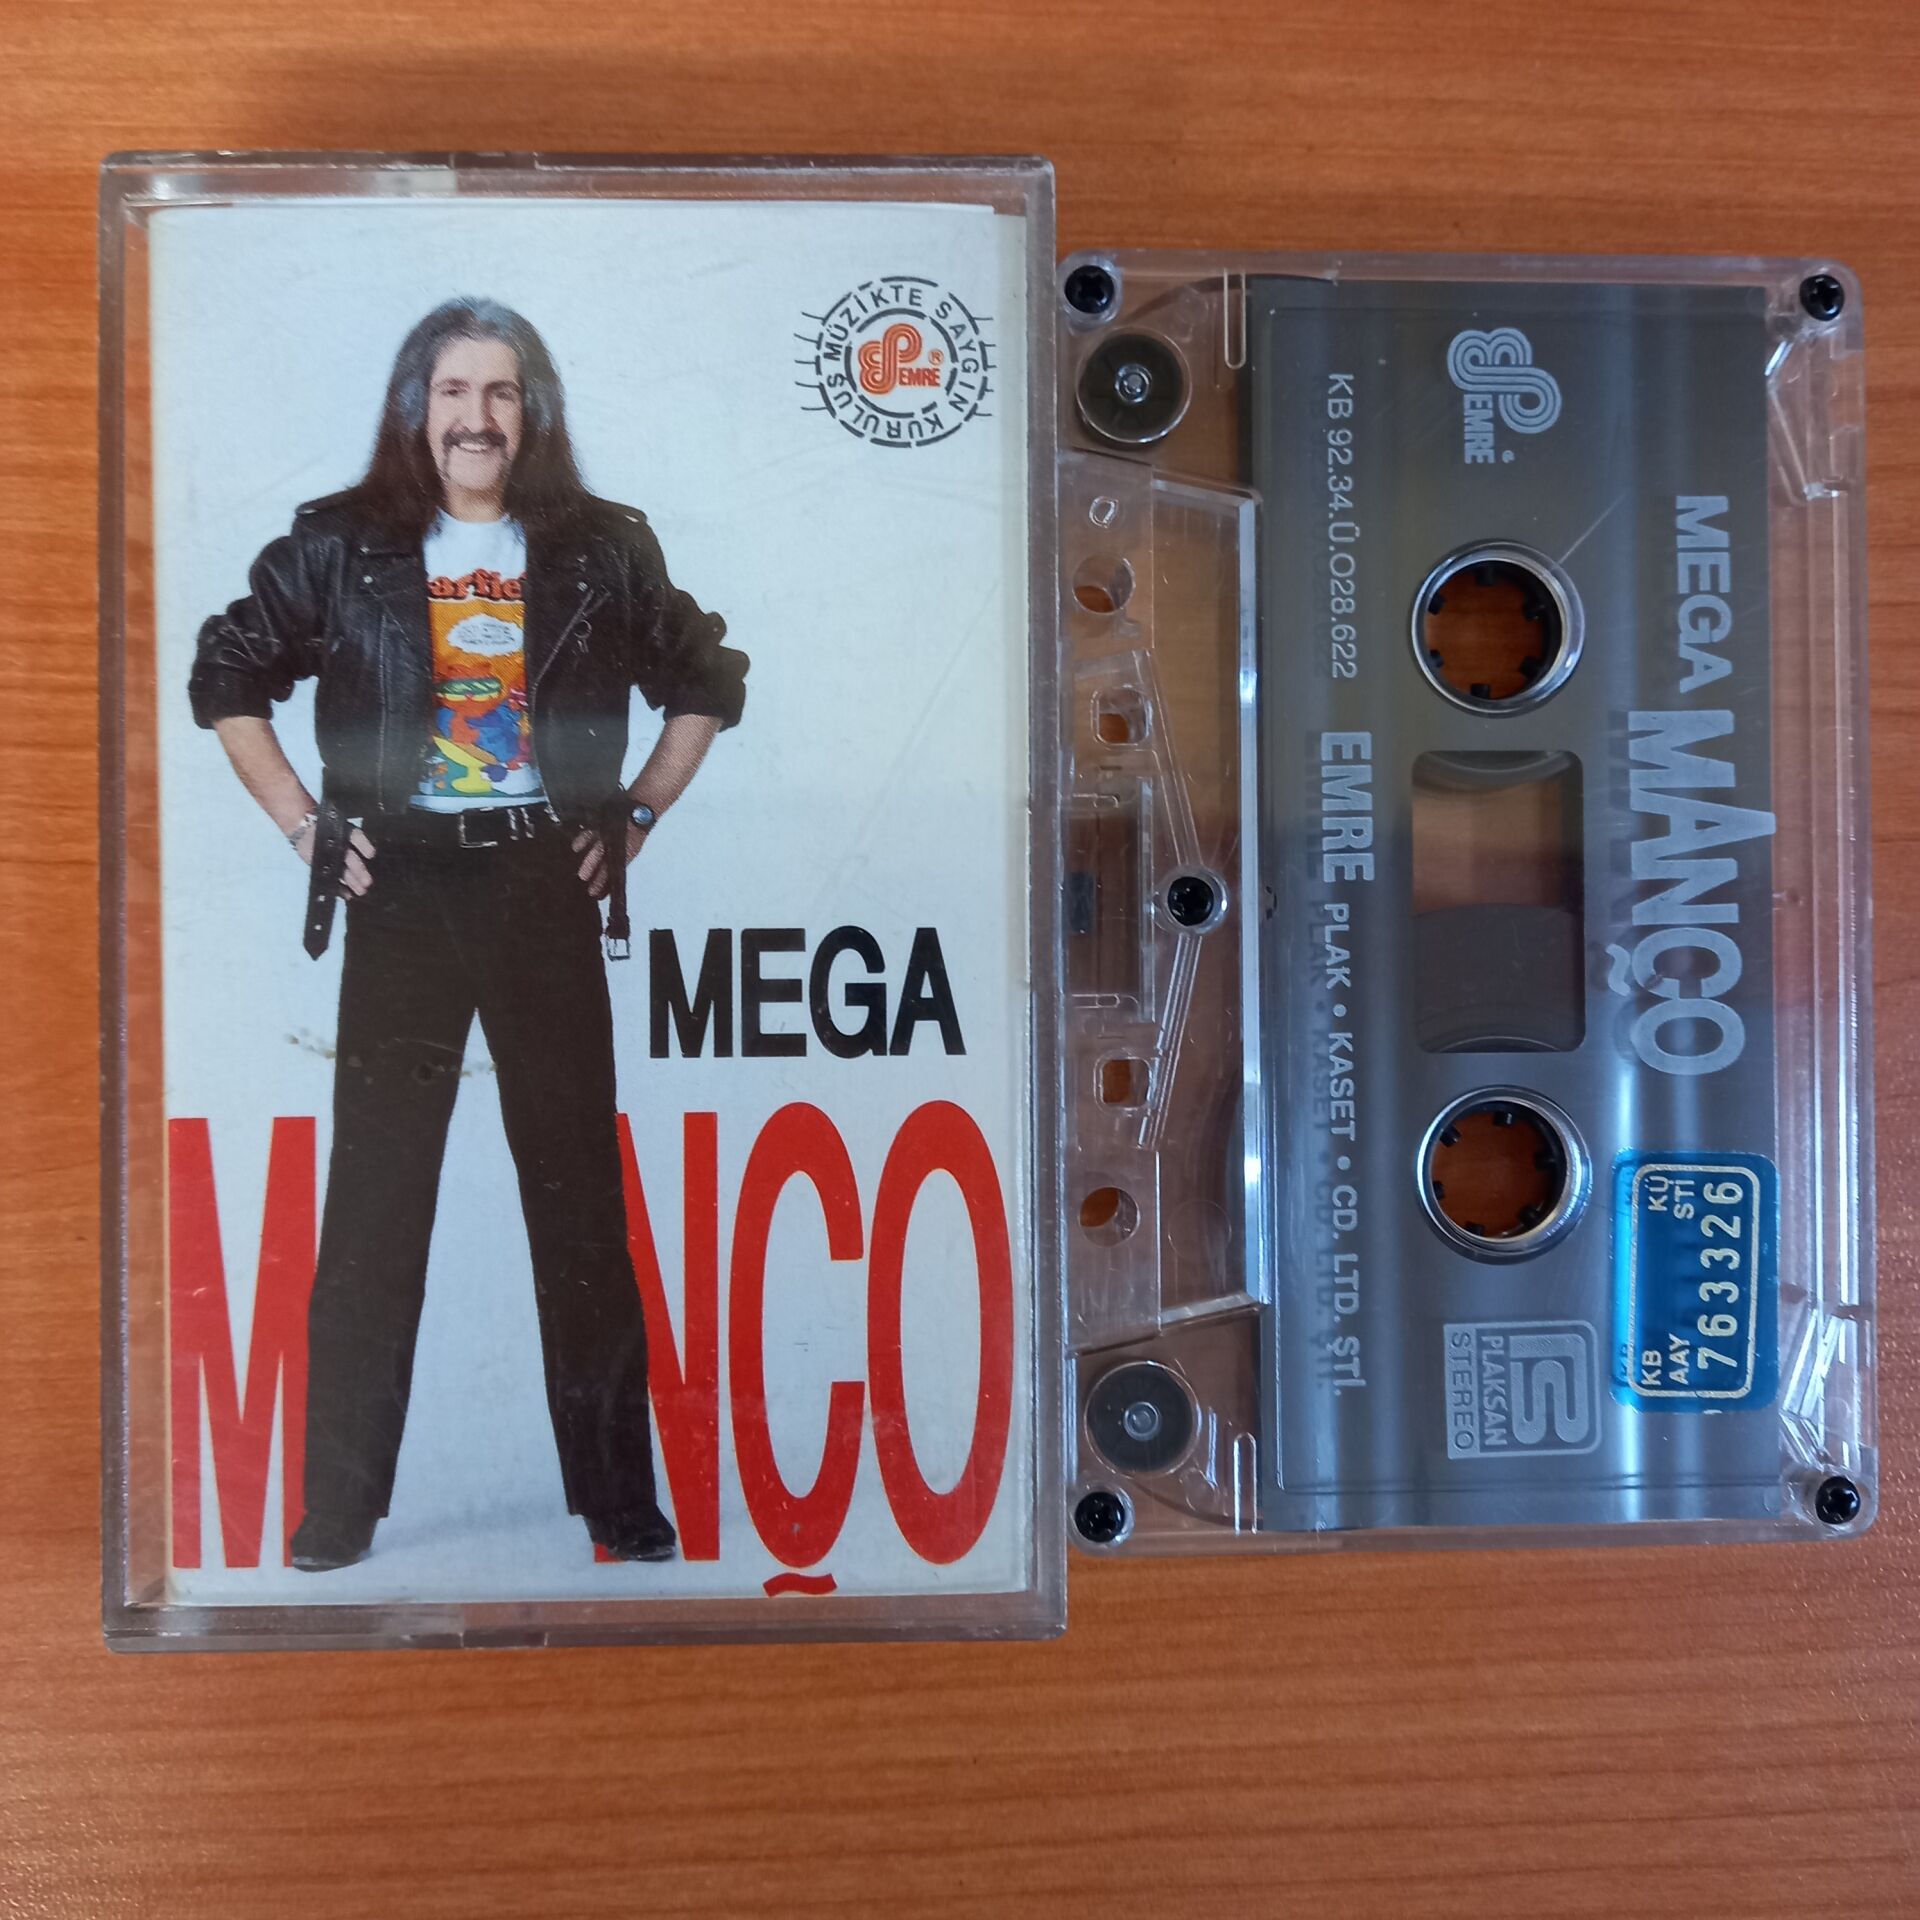 MÜZİKTE SAYGIN KURULUŞ
EMRE
MEGA
MANÇO
EMRE
MEGA MANÇO
KB 92.34.Ü.028.622 EMRE PLAK • KASET • CD. LTD. ŞTİ.
PLAKSAN
STEREO
KB KÜ
AAY STİ
763326